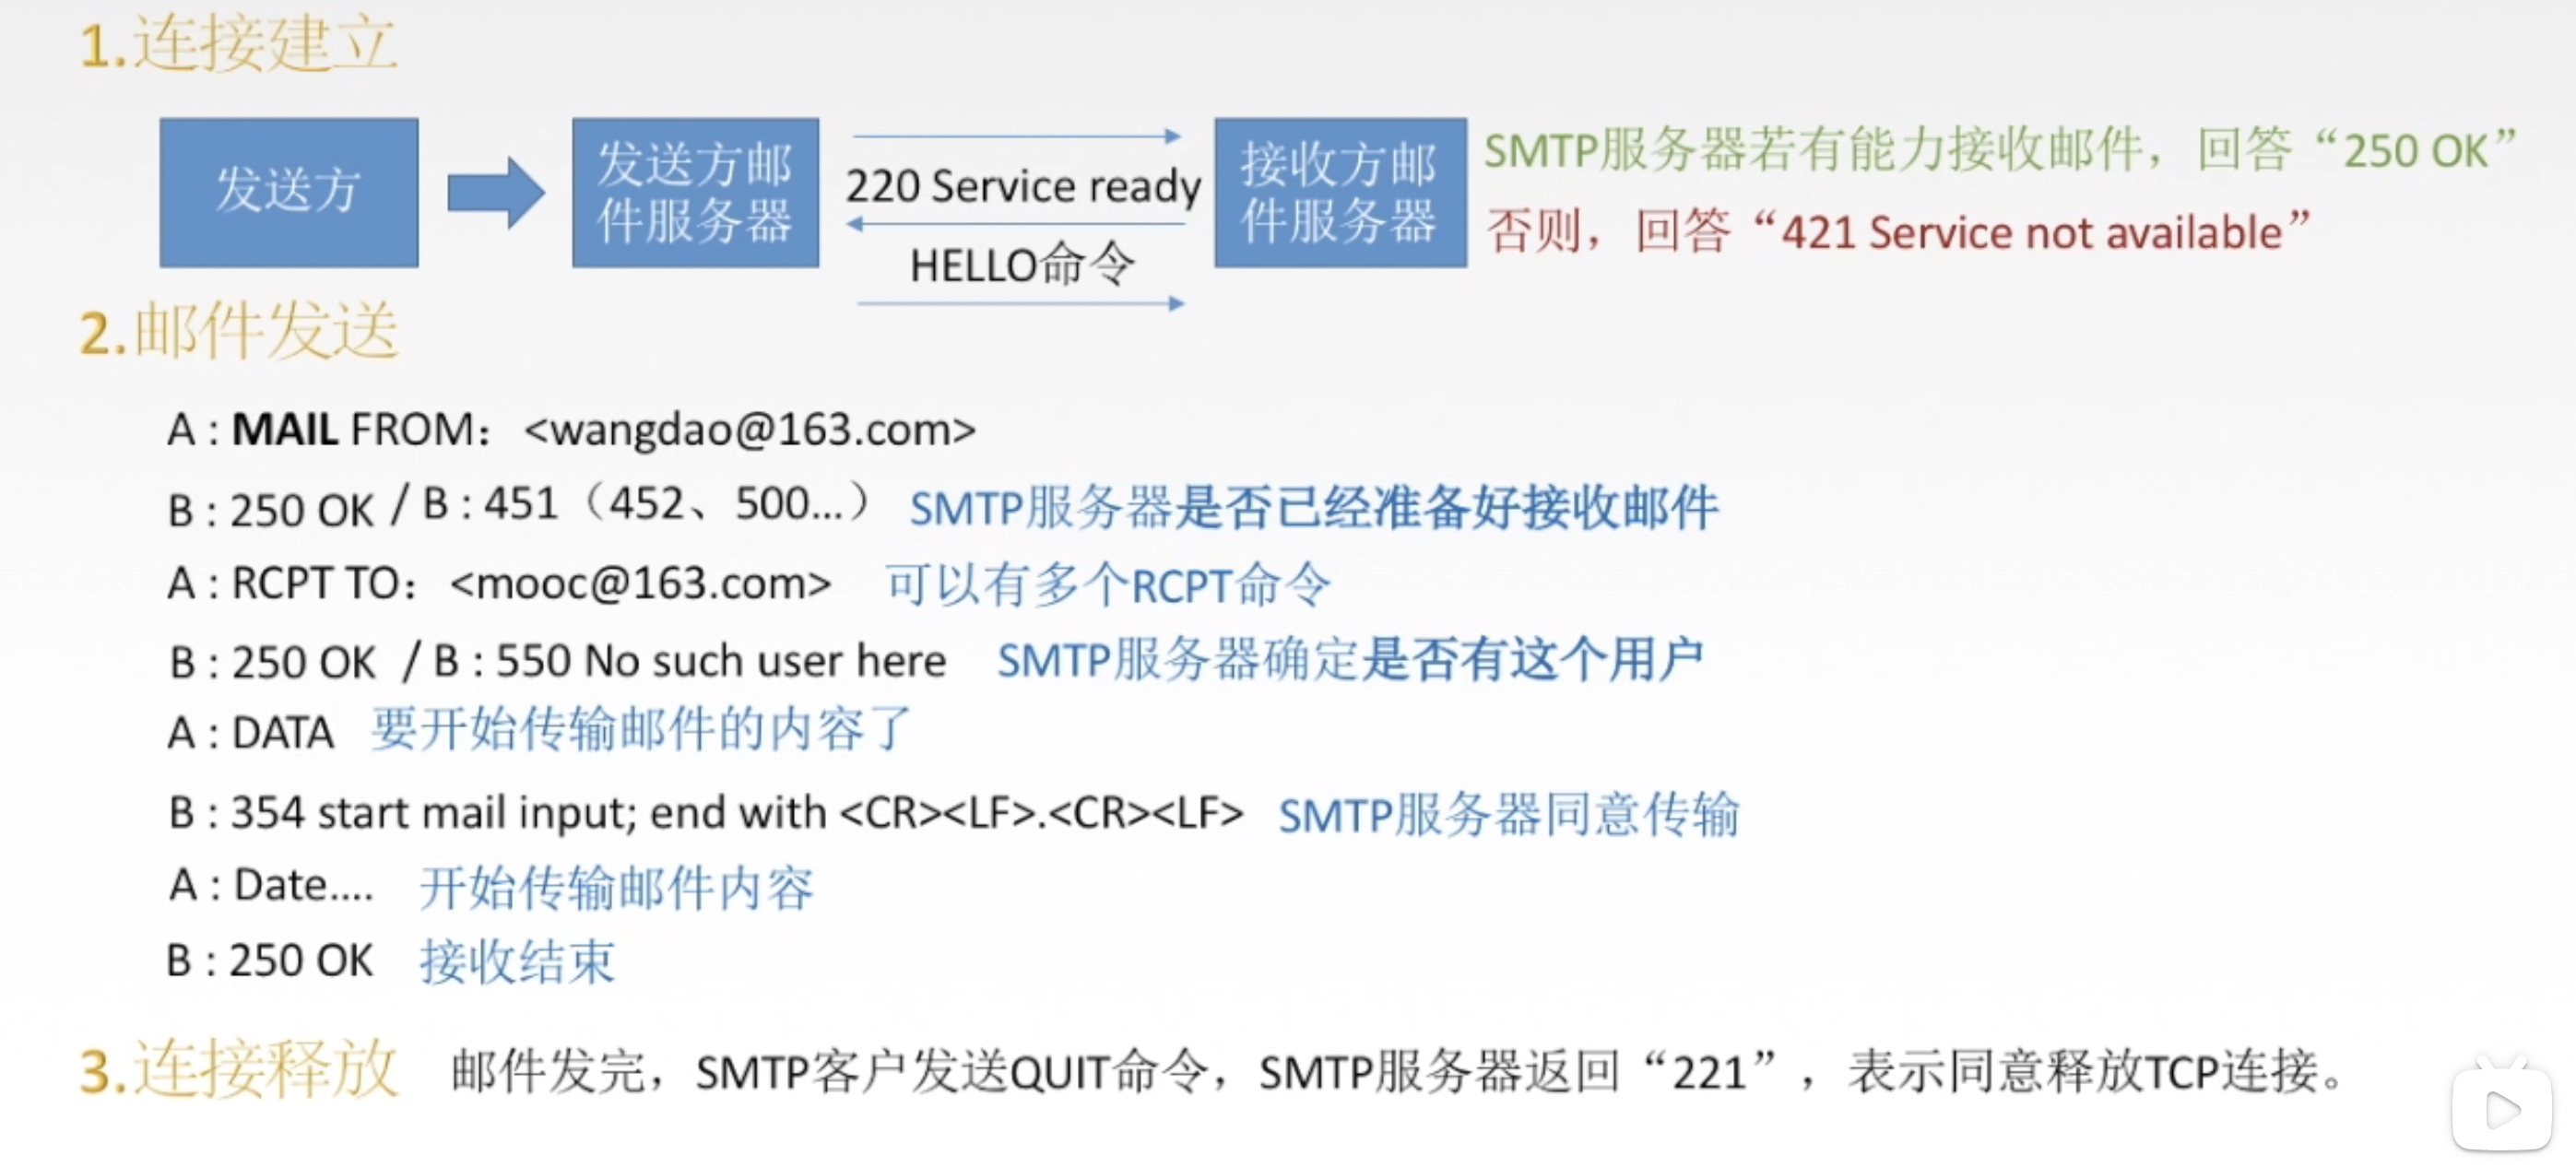 1.连接建立
发送方
发送方邮
件服务器
220 Service ready
HELLO命令
接收方邮
件服务器
SMTP服务器若有能力接收邮件，回答“250 OK”
否则，回答“421 Service not available”
2.邮件发送
A : MAIL FROM：<wangdao@163.com>
B : 250 OK / B : 451（452、500...） SMTP服务器是否已经准备好接收邮件
A : RCPT TO：<mooc@163.com> 可以有多个RCPT命令
B : 250 OK / B : 550 No such user here SMTP服务器确定是否有这个用户
A : DATA 要开始传输邮件的内容了
B : 354 start mail input; end with <CR><LF>.<CR><LF> SMTP服务器同意传输
A : Date.... 开始传输邮件内容
B : 250 OK 接收结束
3.连接释放 邮件发完，SMTP客户发送QUIT命令，SMTP服务器返回“221”，表示同意释放TCP连接。